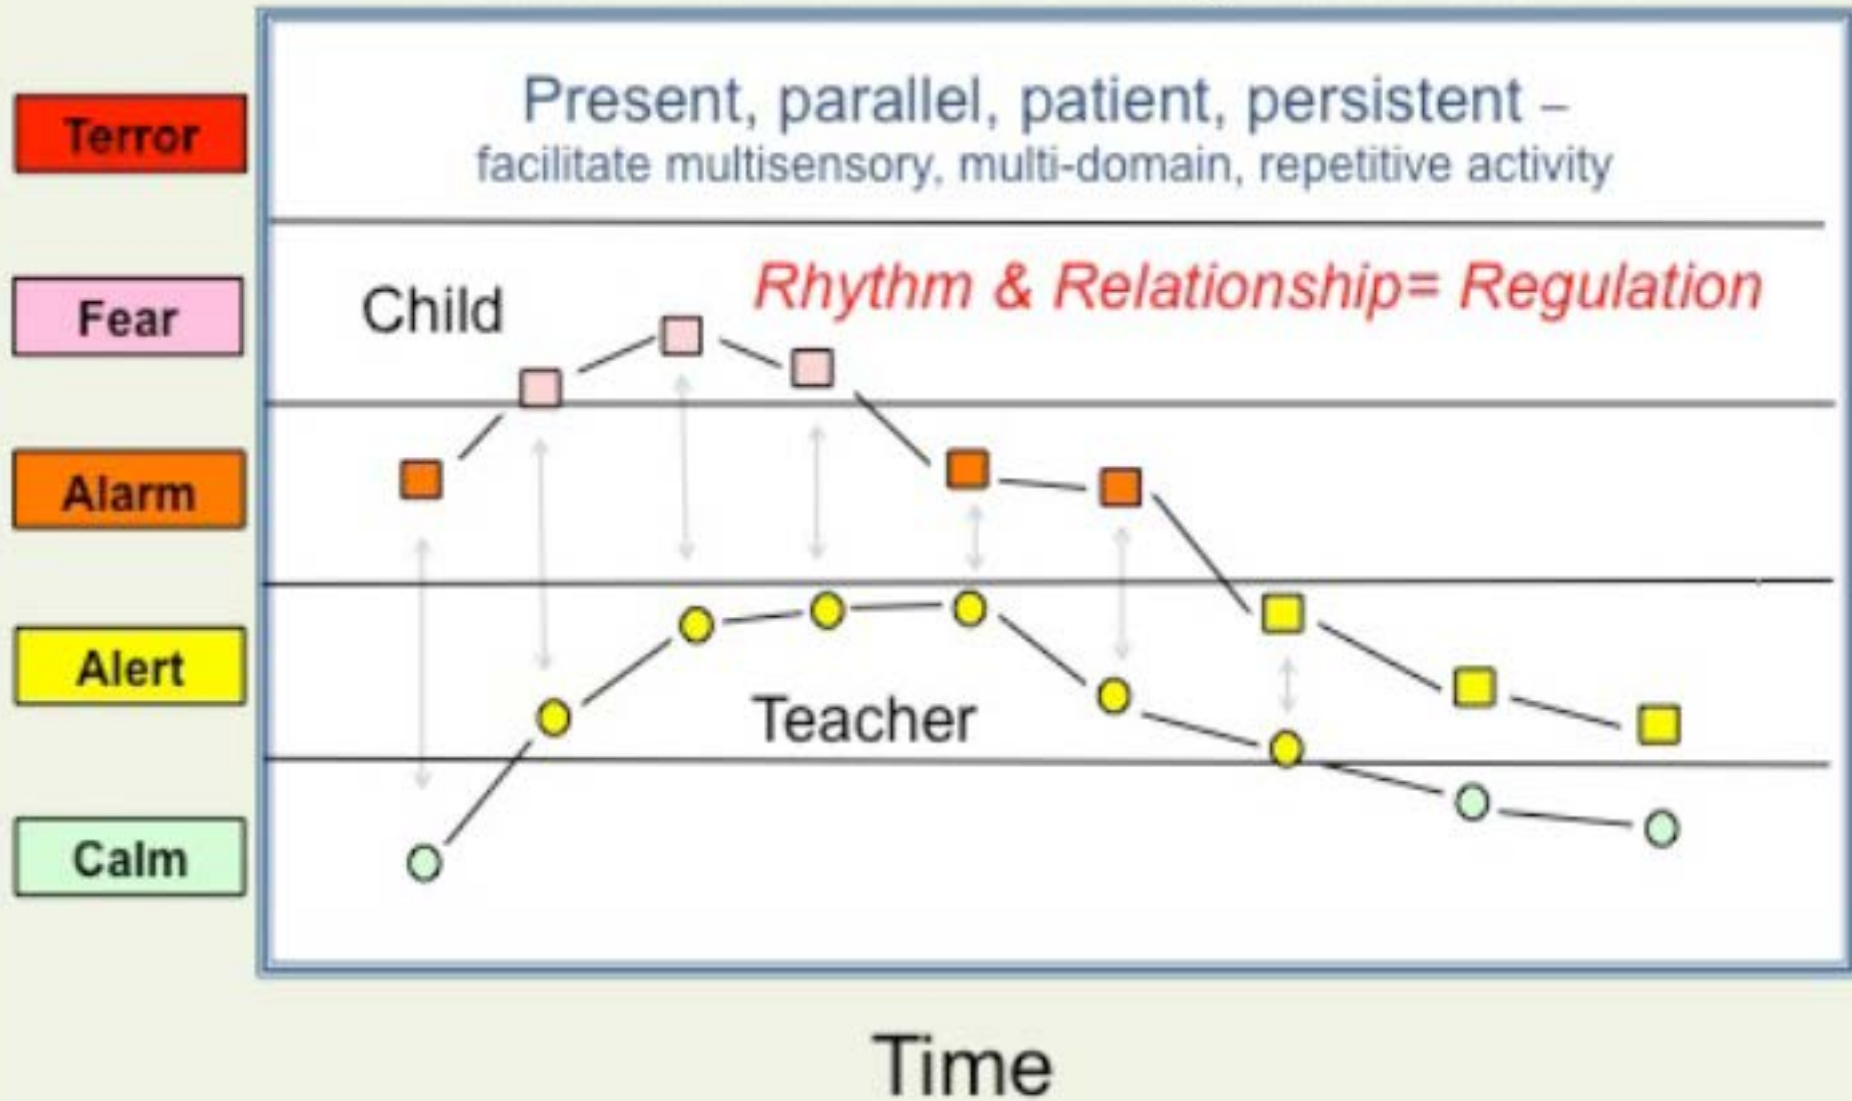 Present, parallel, patient, persistent –
facilitate multisensory, multi-domain, repetitive activity
Terror
Rhythm & Relationship= Regulation
Child
Fear
Alarm
Alert
Teacher
Calm
Time